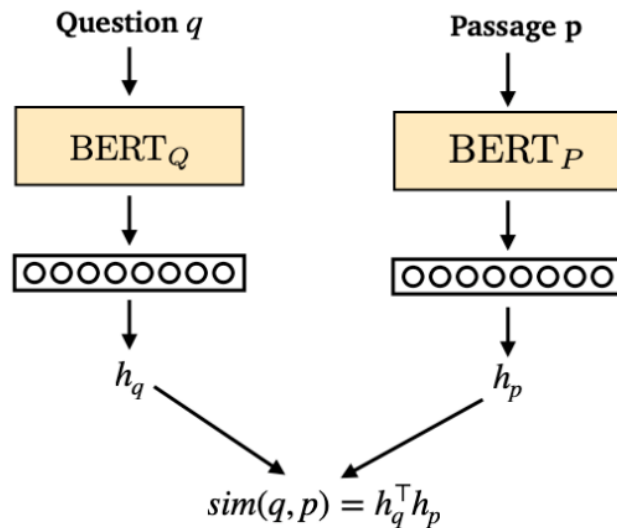 Question q
Passage p
BERT_Q
BERT_P
h_q
h_p
sim(q, p) = h_q^⊤ h_p